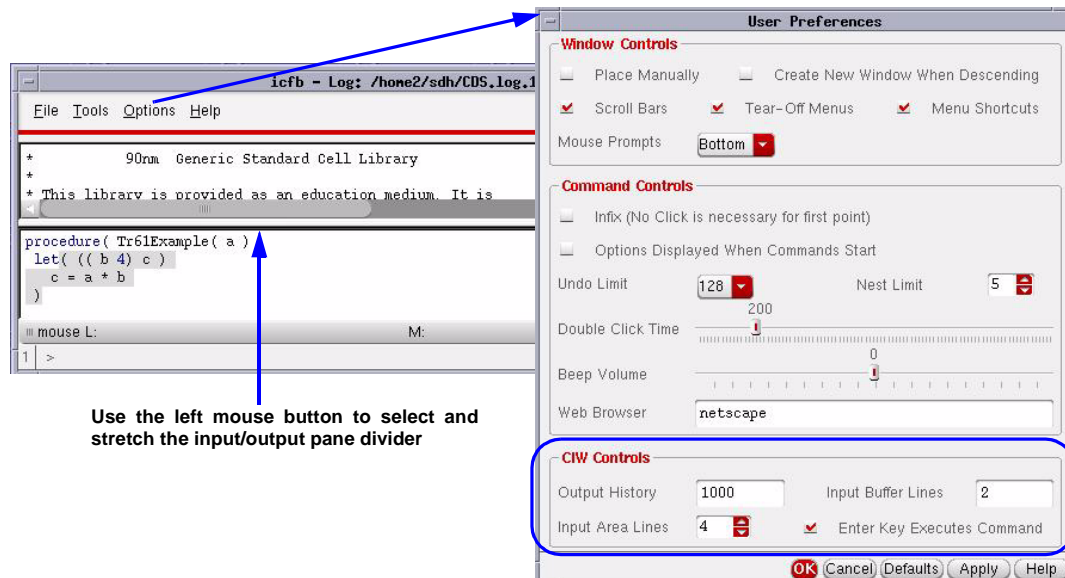 icfb - Log: /home2/sdh/CDS.log.1
File Tools Options Help
* 90nm Generic Standard Cell Library
*
* This library is provided as an education medium. It is
procedure( Tr61Example( a )
let( (( b 4) c )
c = a * b
)
mouse L: M:
1 >
Use the left mouse button to select and
stretch the input/output pane divider
User Preferences
Window Controls
Place Manually Create New Window When Descending
Scroll Bars Tear-Off Menus Menu Shortcuts
Mouse Prompts Bottom
Command Controls
Infix (No Click is necessary for first point)
Options Displayed When Commands Start
Undo Limit 128 Nest Limit 5
200
Double Click Time
0
Beep Volume
Web Browser netscape
CIW Controls
Output History 1000 Input Buffer Lines 2
Input Area Lines 4 Enter Key Executes Command
OK Cancel Defaults Apply Help